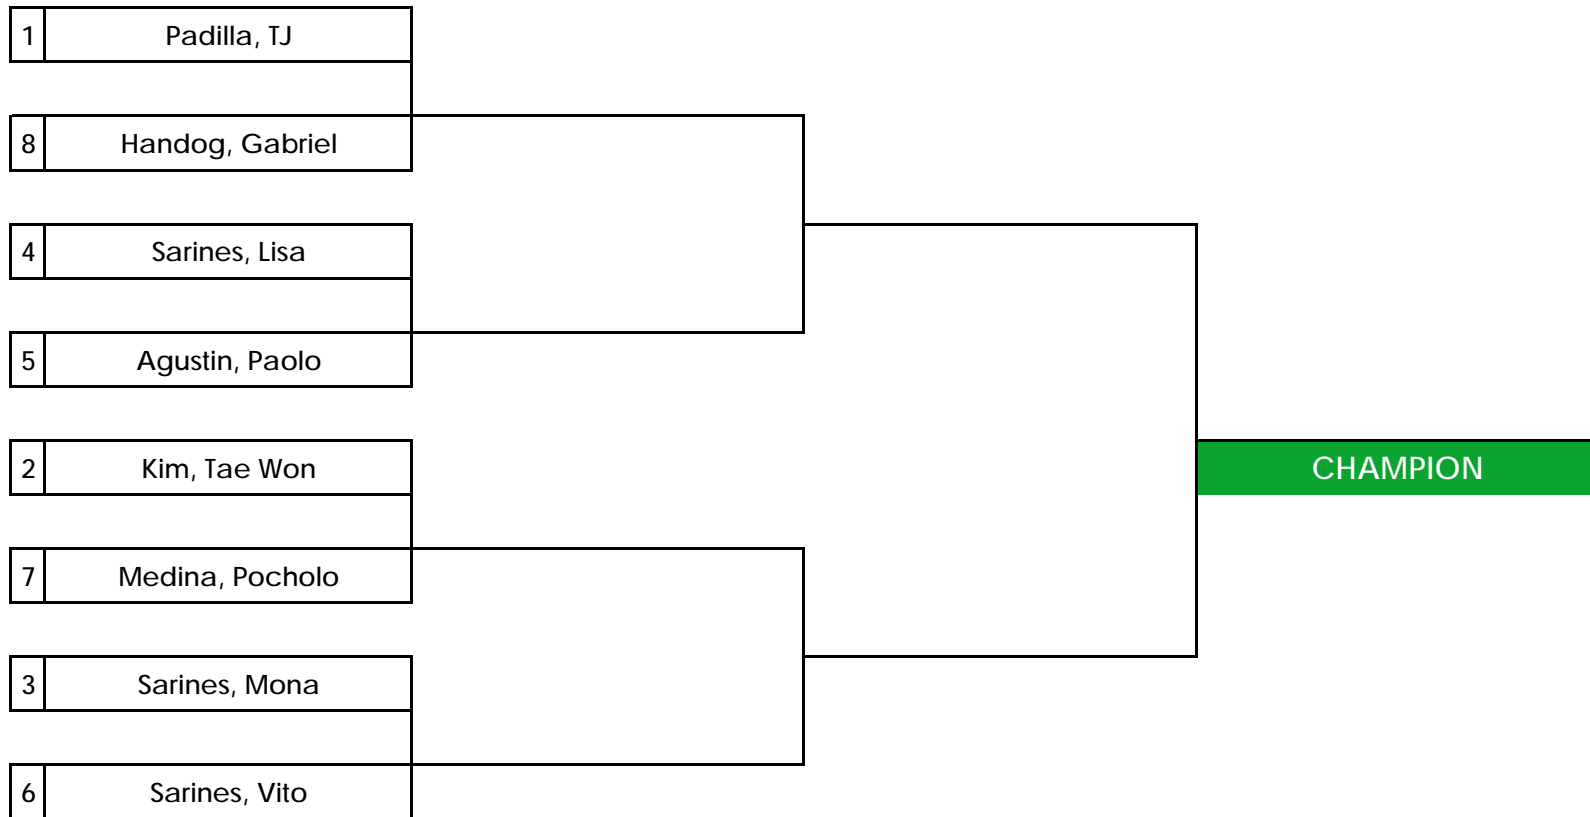 1 Padilla, TJ
8 Handog, Gabriel
4 Sarines, Lisa
5 Agustin, Paolo
2 Kim, Tae Won
CHAMPION
7 Medina, Pocholo
3 Sarines, Mona
6 Sarines, Vito